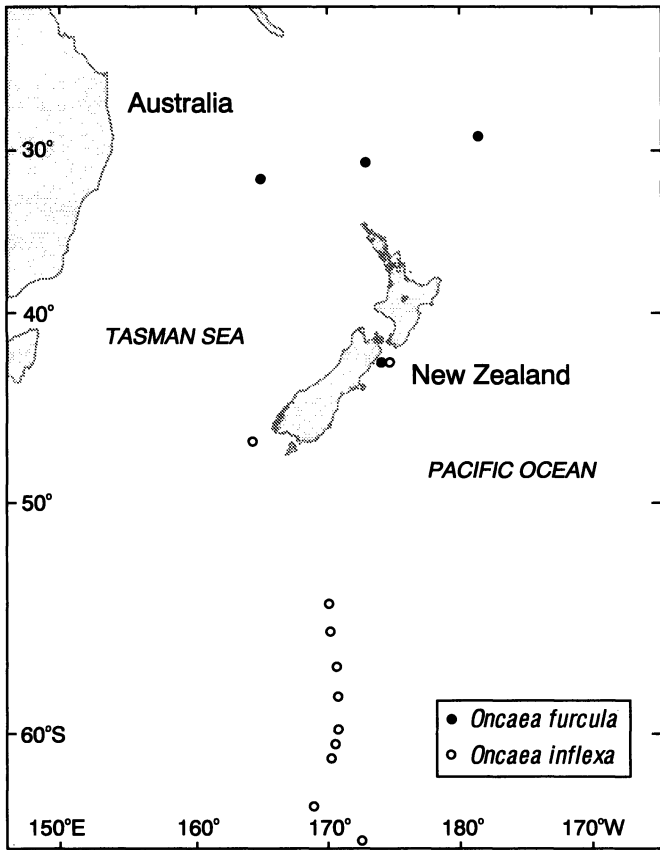 Australia
30°
40°
TASMAN SEA
New Zealand
PACIFIC OCEAN
50°
Oncaea furcula
Oncaea inflexa
60°S
150°E 160° 170° 180° 170°W